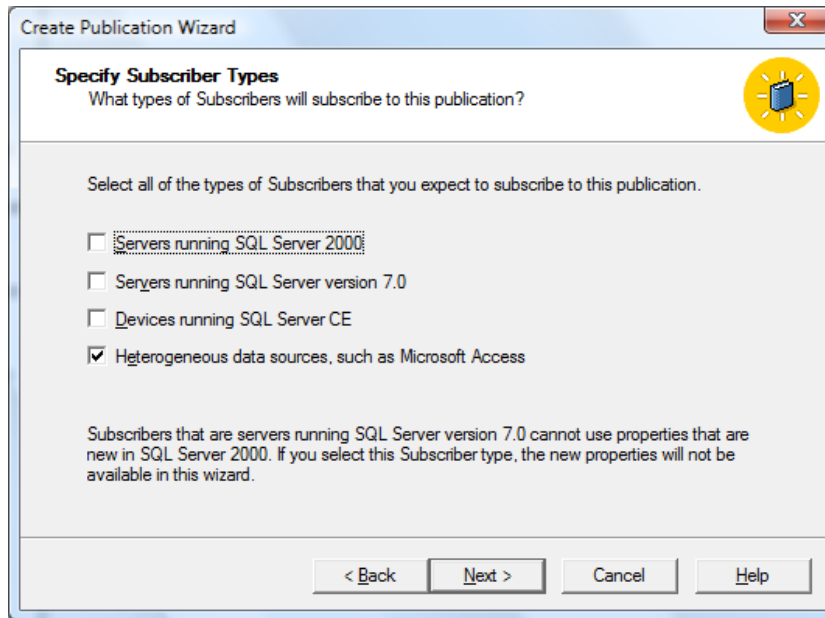 Create Publication Wizard
Specify Subscriber Types
What types of Subscribers will subscribe to this publication?
Select all of the types of Subscribers that you expect to subscribe to this publication.
Servers running SQL Server 2000
Servers running SQL Server version 7.0
Devices running SQL Server CE
Heterogeneous data sources, such as Microsoft Access
Subscribers that are servers running SQL Server version 7.0 cannot use properties that are
new in SQL Server 2000. If you select this Subscriber type, the new properties will not be
available in this wizard.
< Back Next > Cancel Help